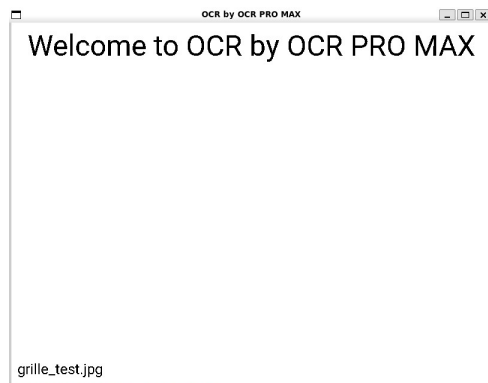 OCR by OCR PRO MAX
Welcome to OCR by OCR PRO MAX
grille_test.jpg